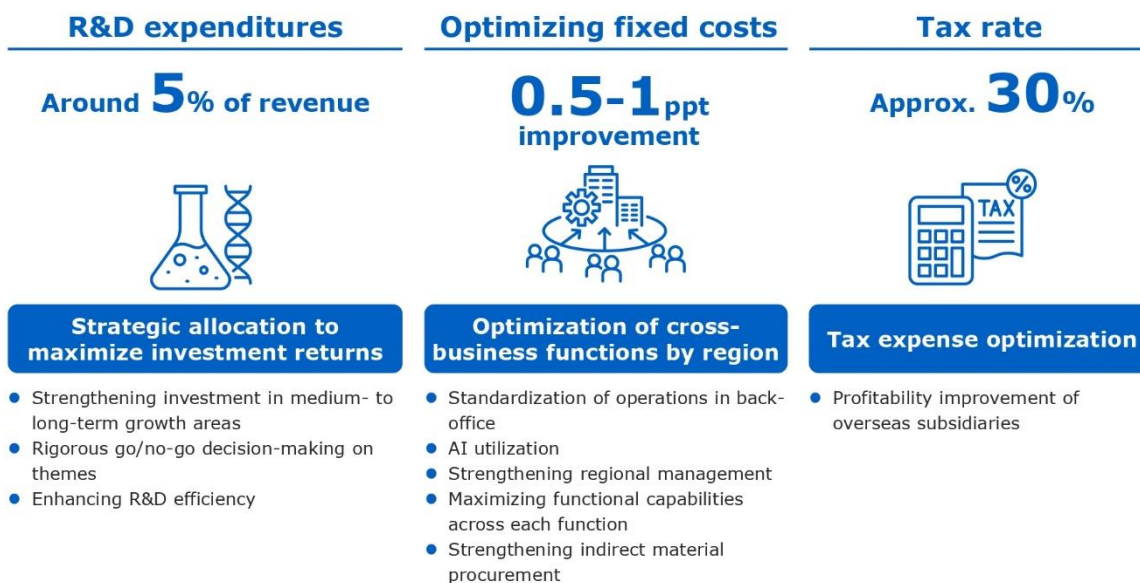 R&D expenditures
Around 5% of revenue
Strategic allocation to
maximize investment returns
• Strengthening investment in medium- to
long-term growth areas
• Rigorous go/no-go decision-making on
themes
• Enhancing R&D efficiency
Optimizing fixed costs
0.5-1ppt
improvement
Optimization of cross-
business functions by region
• Standardization of operations in back-
office
• AI utilization
• Strengthening regional management
• Maximizing functional capabilities
across each function
• Strengthening indirect material
procurement
Tax rate
Approx. 30%
%
TAX
Tax expense optimization
• Profitability improvement of
overseas subsidiaries